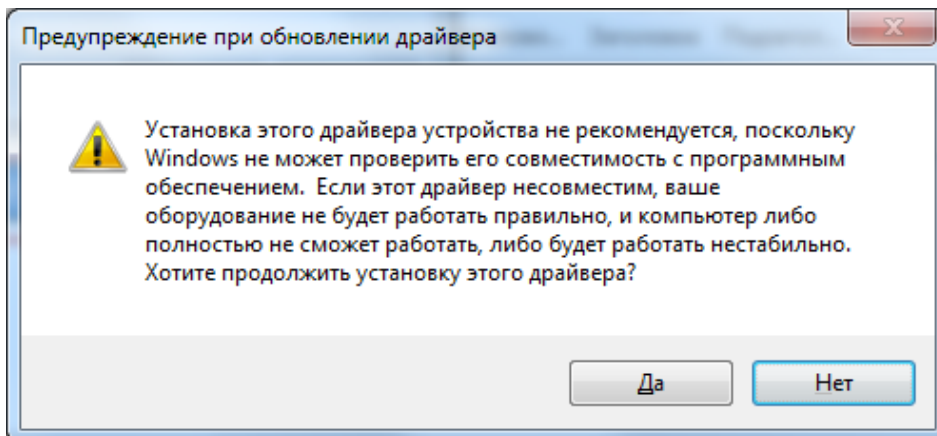 Предупреждение при обновлении драйвера
Установка этого драйвера устройства не рекомендуется, поскольку
Windows не может проверить его совместимость с программным
обеспечением.  Если этот драйвер несовместим, ваше
оборудование не будет работать правильно, и компьютер либо
полностью не сможет работать, либо будет работать нестабильно.
Хотите продолжить установку этого драйвера?
Да
Нет